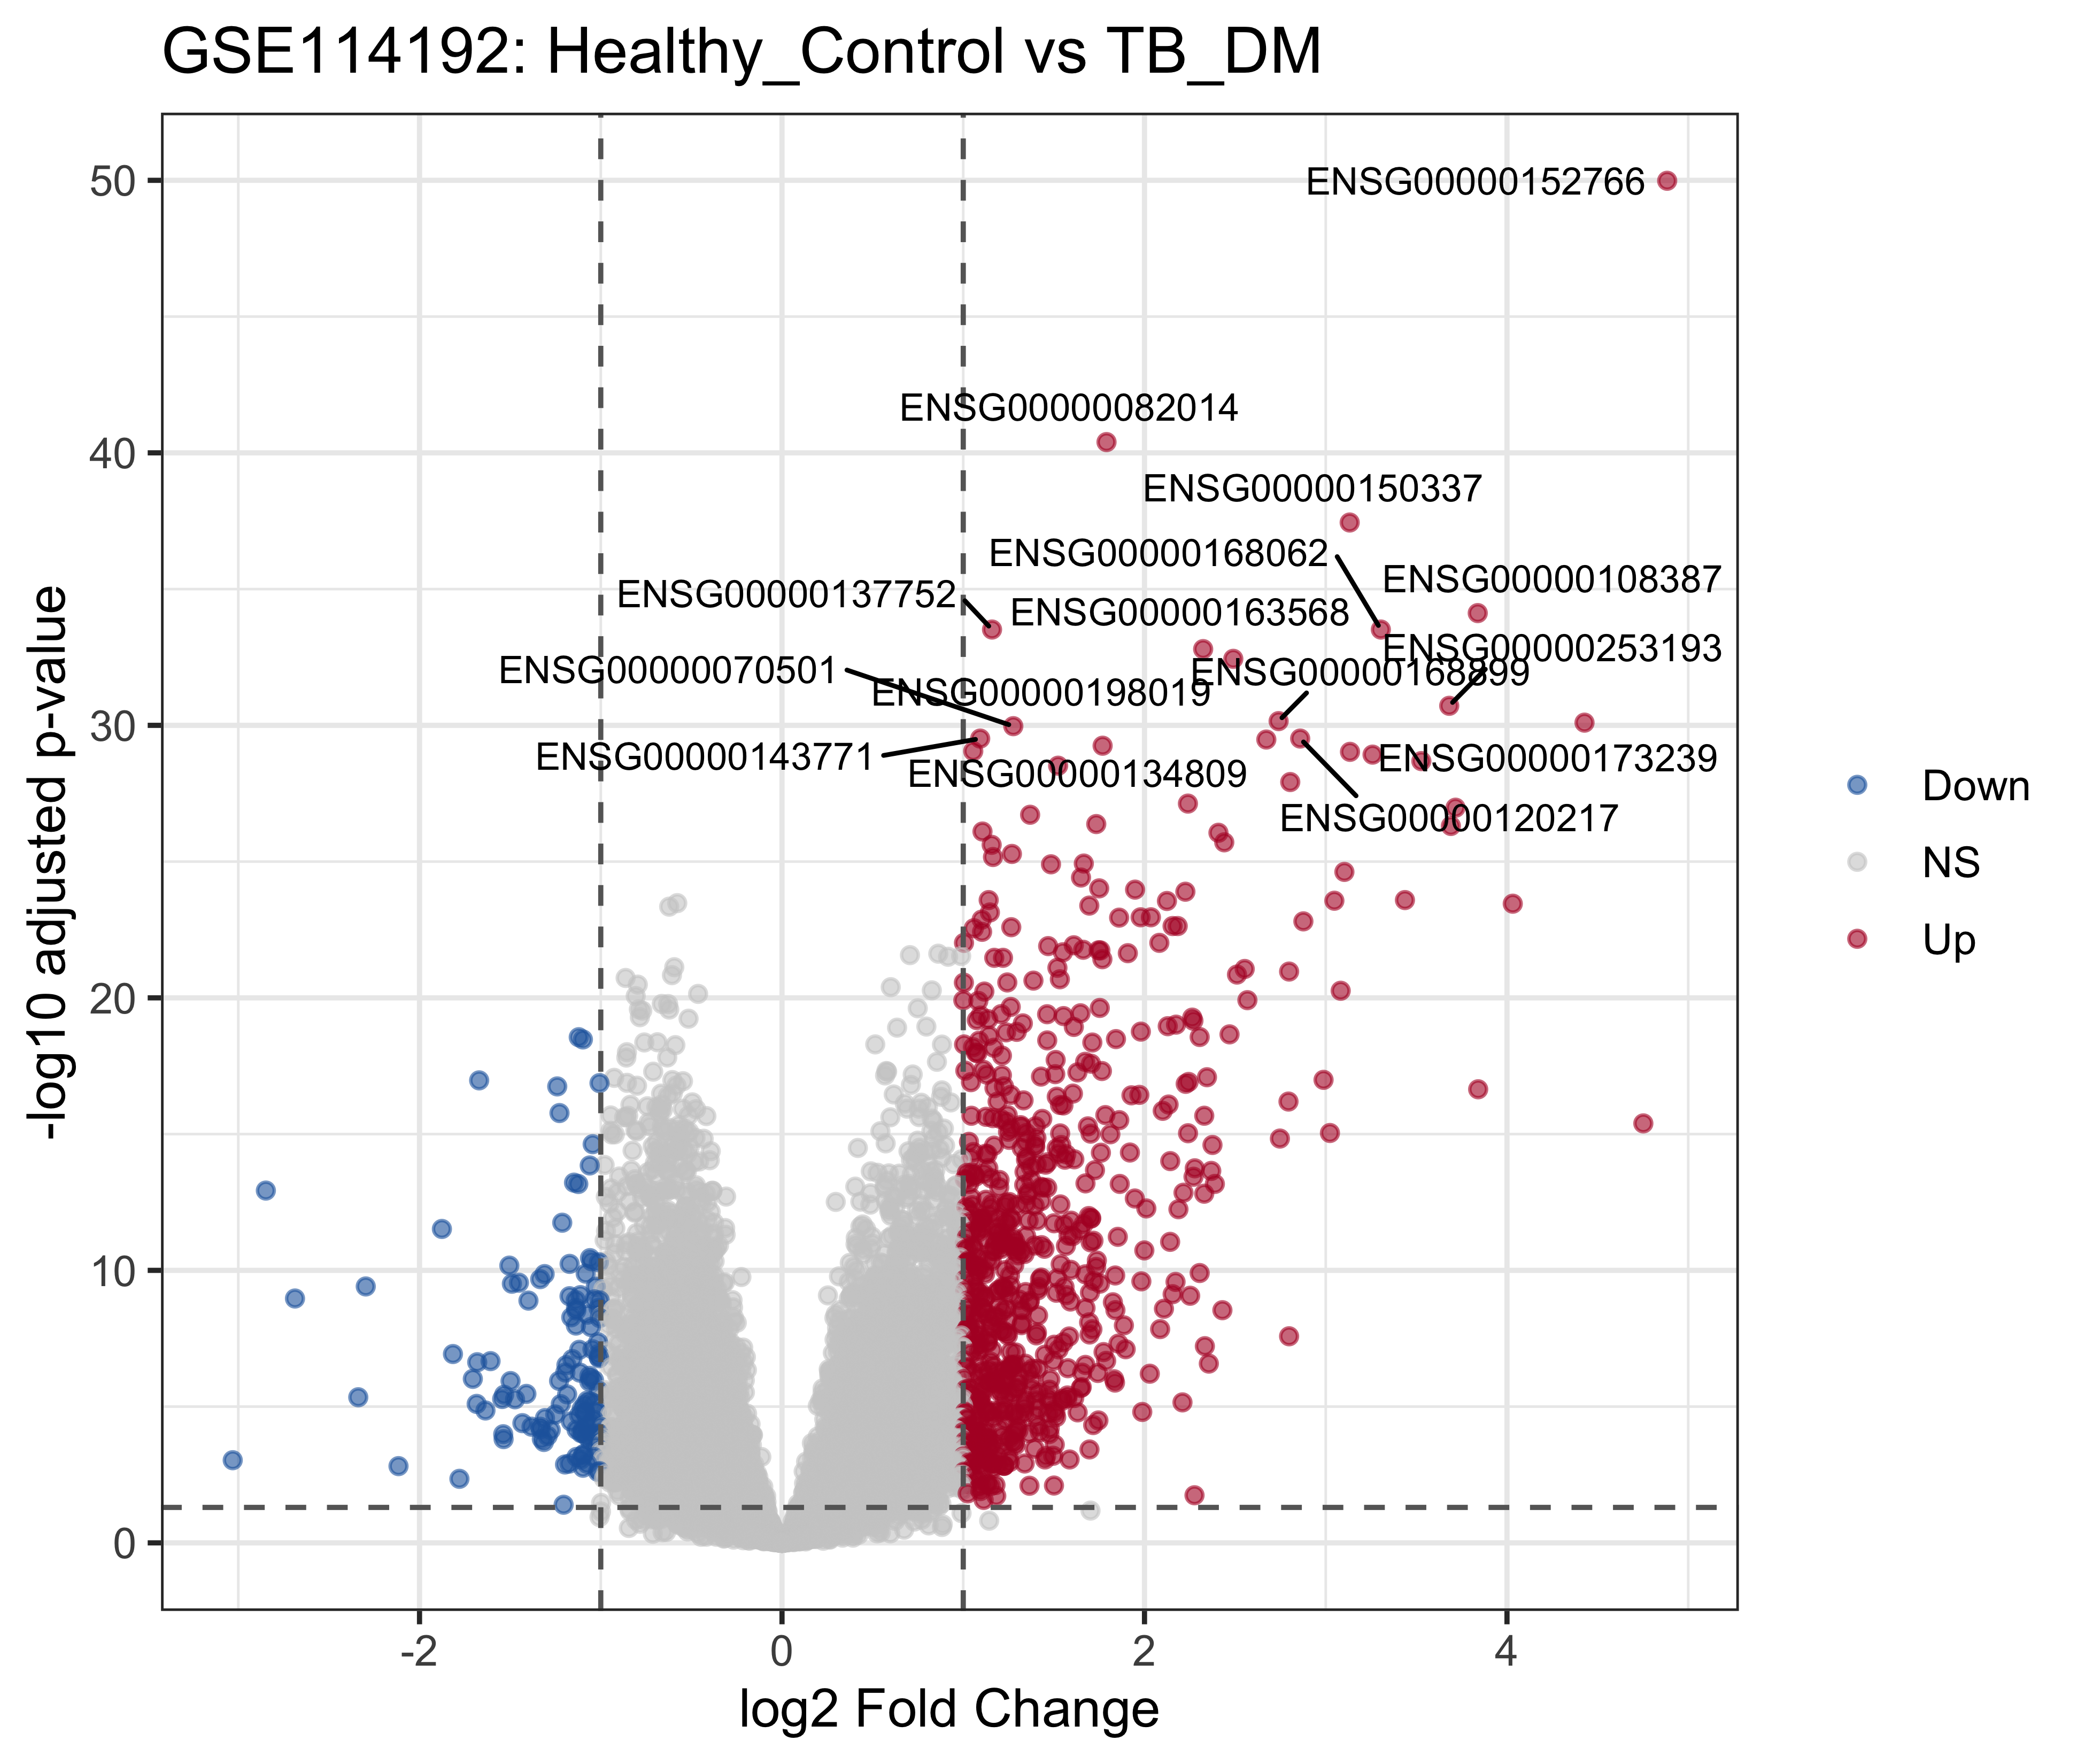 GSE114192: Healthy_Control vs TB_DM
-log10 adjusted p-value
50
40
30
20
10
0
ENSG00000152766
ENSG00000082014
ENSG00000150337
ENSG00000168062
ENSG00000108387
ENSG00000137752
ENSG00000163568
ENSG00000253193
ENSG00000070501
ENSG00000168899
ENSG00000198019
ENSG00000143771
ENSG00000173239
ENSG00000134809
ENSG00000120217
Down
NS
Up
-2
0
2
4
log2 Fold Change